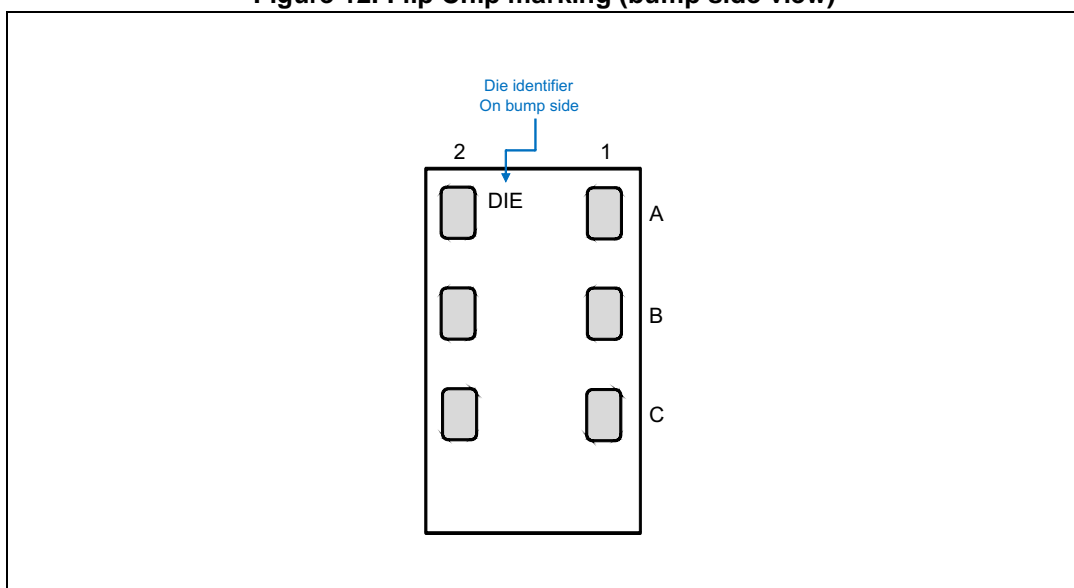 Figure 12. Flip Chip marking (bump side view)
Die identifier
On bump side
2
1
DIE
A
B
C